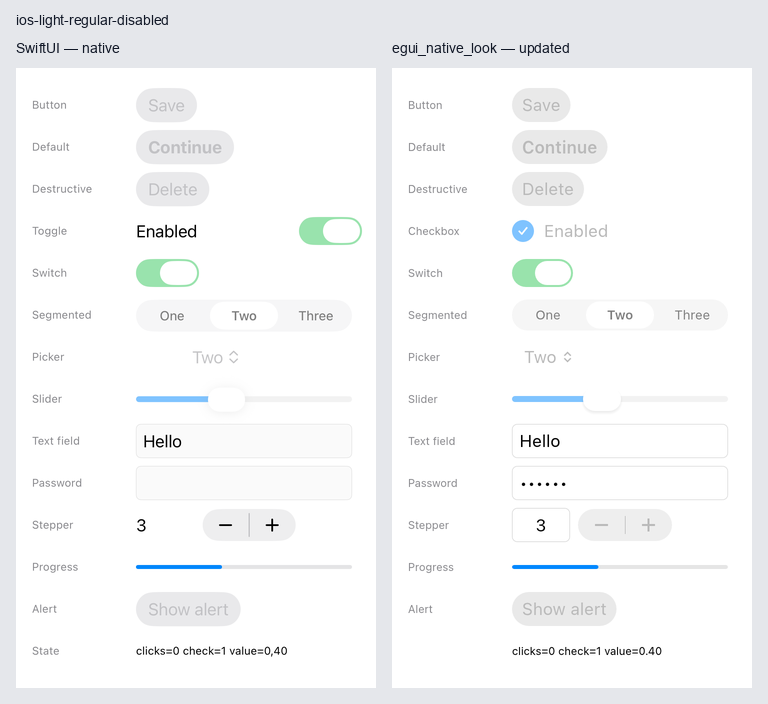 ios-light-regular-disabled
SwiftUI — native
Button Save
Default Continue
Destructive Delete
Toggle Enabled
Switch
Segmented One Two Three
Picker Two
Slider
Text field Hello
Password
Stepper 3 − +
Progress
Alert Show alert
State clicks=0 check=1 value=0,40
egui_native_look — updated
Button Save
Default Continue
Destructive Delete
Checkbox Enabled
Switch
Segmented One Two Three
Picker Two
Slider
Text field Hello
Password ••••••
Stepper 3 − +
Progress
Alert Show alert
clicks=0 check=1 value=0.40